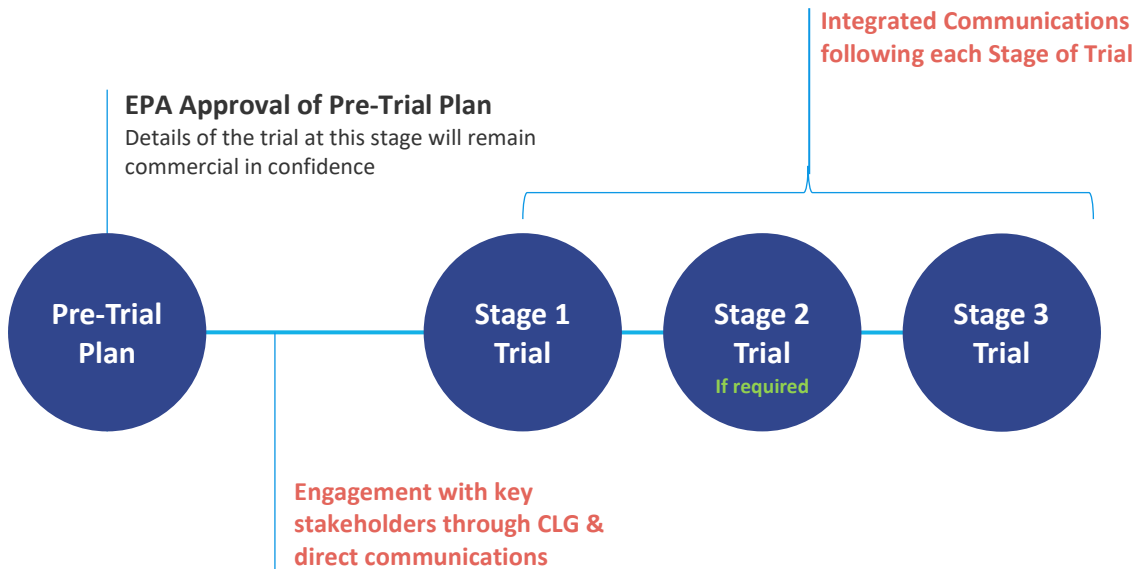 Integrated Communications
following each Stage of Trial
EPA Approval of Pre-Trial Plan
Details of the trial at this stage will remain
commercial in confidence
Pre-Trial
Plan
Stage 1
Trial
Stage 2
Trial
If required
Stage 3
Trial
Engagement with key
stakeholders through CLG &
direct communications